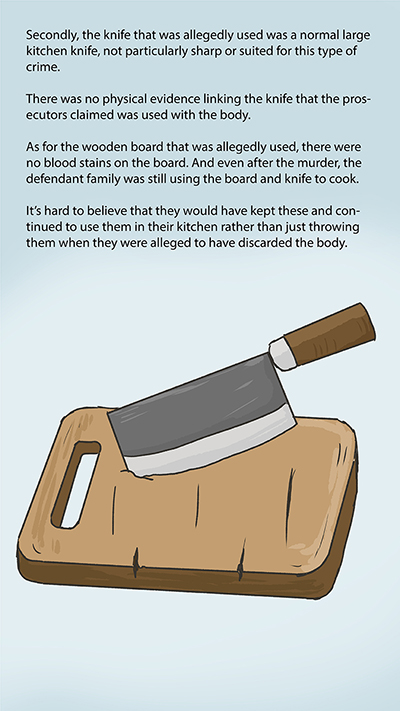 Secondly, the knife that was allegedly used was a normal large
kitchen knife, not particularly sharp or suited for this type of
crime.
There was no physical evidence linking the knife that the pros-
ecutors claimed was used with the body.
As for the wooden board that was allegedly used, there were
no blood stains on the board. And even after the murder, the
defendant family was still using the board and knife to cook.
It's hard to believe that they would have kept these and con-
tinued to use them in their kitchen rather than just throwing
them when they were alleged to have discarded the body.